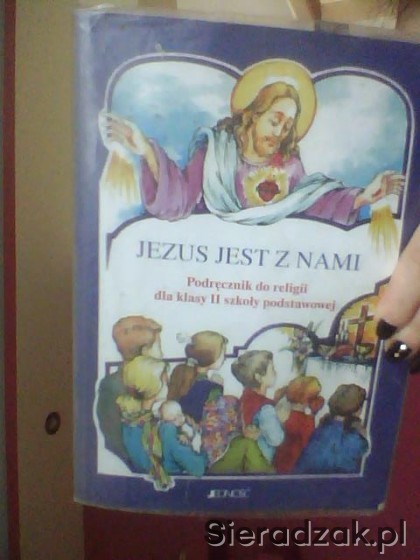 JEZUS JEST Z NAMI
Podręcznik do religii
dla klasy II szkoły podstawowej
JEDNOŚĆ
Sieradzak.pl